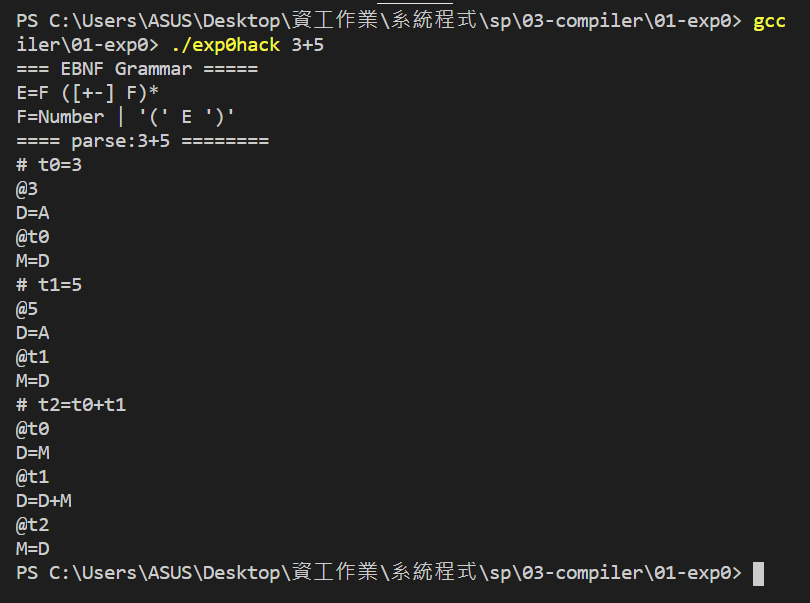 PS C:\Users\ASUS\Desktop\資工作業\系統程式\sp\03-compiler\01-exp0> gcc
iler\01-exp0> ./exp0hack 3+5
=== EBNF Grammar =====
E=F ([+-] F)*
F=Number | '(' E ')'
==== parse:3+5 ========
# t0=3
@3
D=A
@t0
M=D
# t1=5
@5
D=A
@t1
M=D
# t2=t0+t1
@t0
D=M
@t1
D=D+M
@t2
M=D
PS C:\Users\ASUS\Desktop\資工作業\系統程式\sp\03-compiler\01-exp0>